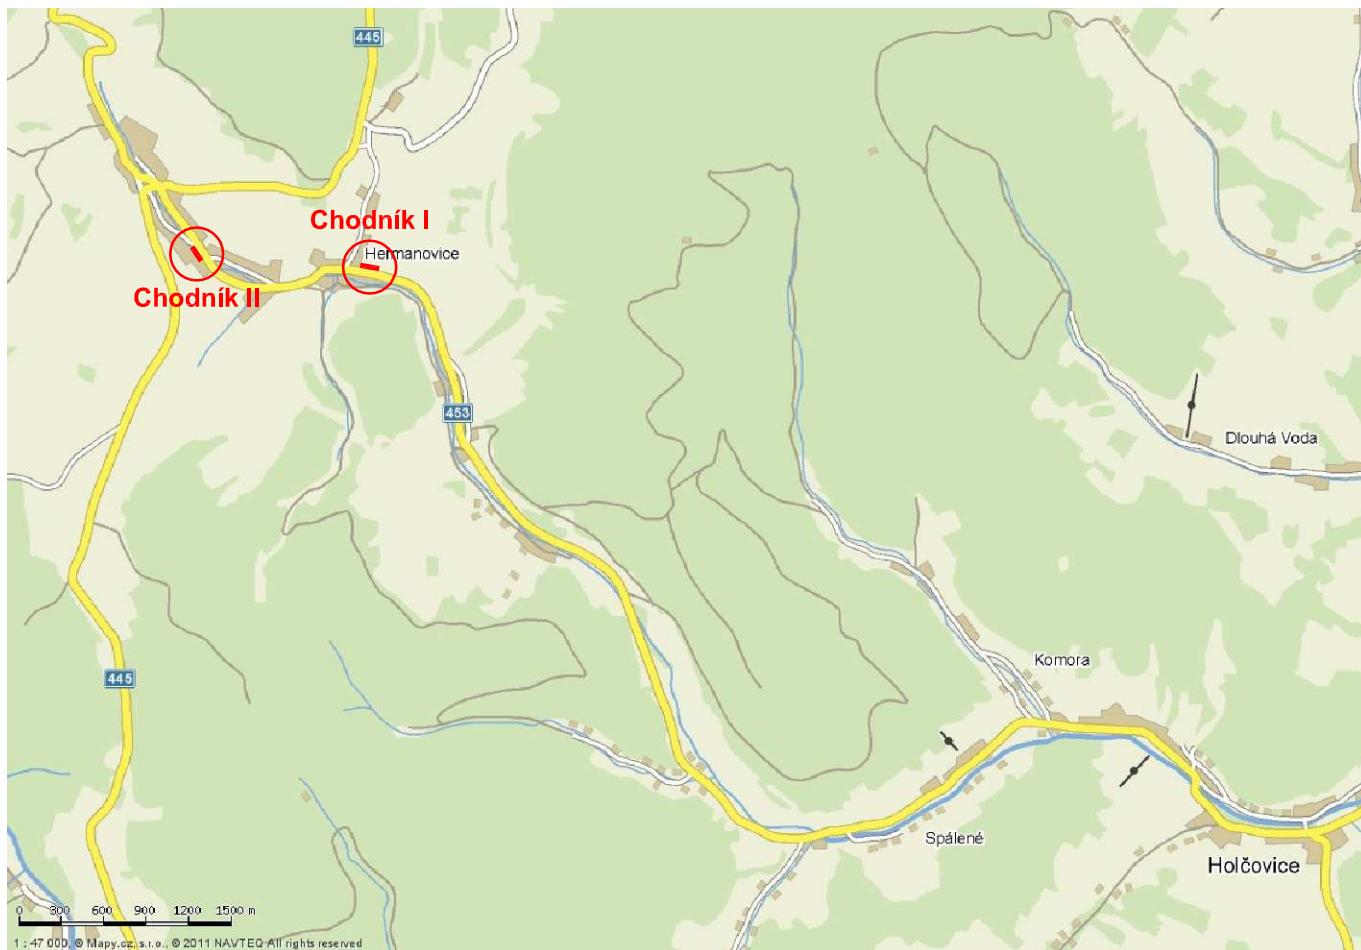 445
Chodník I
Heřmanovice
Chodník II
453
Dlouhá Voda
Komora
445
Spálené
Holčovice
0 300 600 900 1200 1500 m
1 : 47 000, © Mapy.cz, s.r.o., © 2011 NAVTEQ All rights reserved